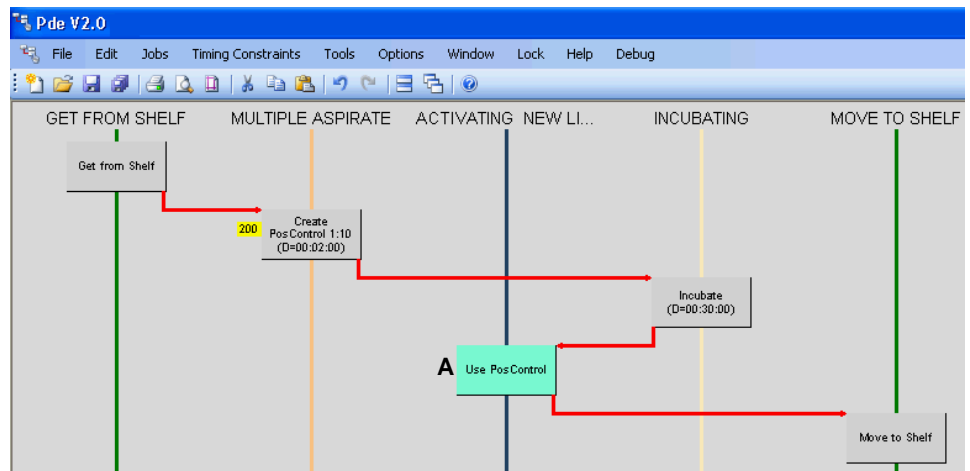 Pde V2.0
File Edit Jobs Timing Constraints Tools Options Window Lock Help Debug
GET FROM SHELF MULTIPLE ASPIRATE ACTIVATING NEW LI... INCUBATING MOVE TO SHELF
Get from Shelf
200
Create
PosControl 1:10
(D=00:02:00)
Incubate
(D=00:30:00)
A
Use PosControl
Move to Shelf